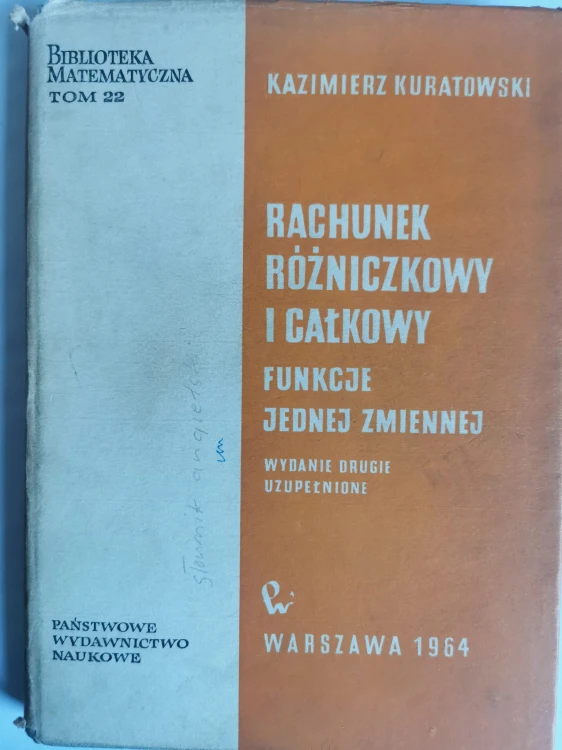 BIBLIOTEKA
MATEMATYCZNA
TOM 22
KAZIMIERZ KURATOWSKI
RACHUNEK
RÓŻNICZKOWY
I CAŁKOWY
FUNKCJE
JEDNEJ ZMIENNEJ
WYDANIE DRUGIE
UZUPEŁNIONE
słownik
PAŃSTWOWE
WYDAWNICTWO
NAUKOWE
WARSZAWA 1964